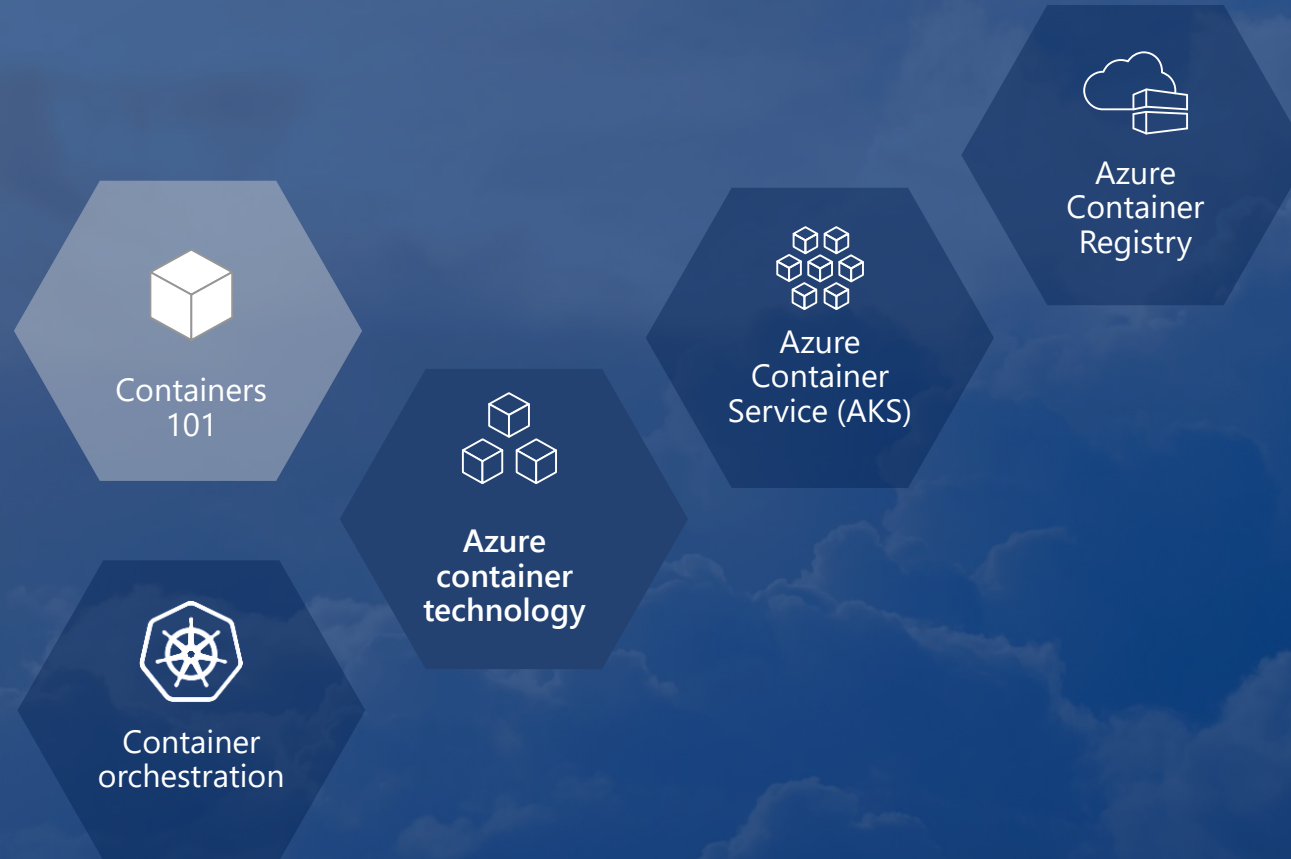 Containers
101
Container
orchestration
Azure
container
technology
Azure
Container
Service (AKS)
Azure
Container
Registry